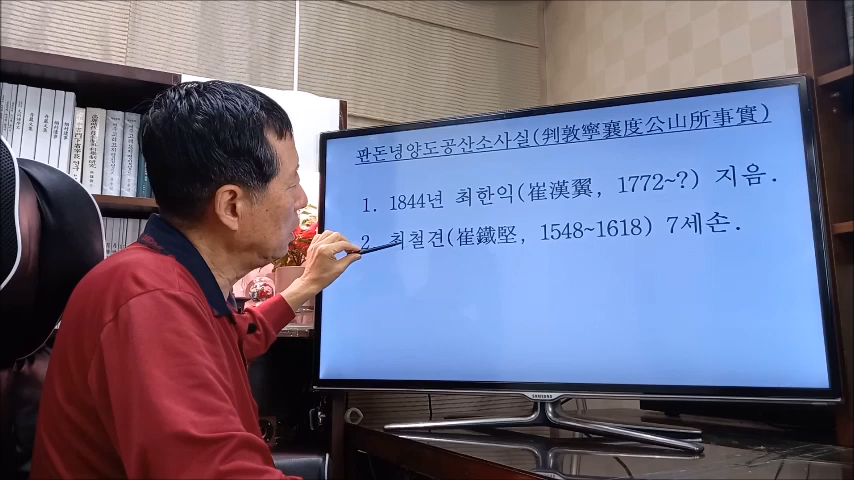 판돈녕양도공산소사실(判敦寧襄度公山所事實)
1. 1844년 최한익(崔漢翼, 1772~?) 지음.
2. 최철견(崔鐵堅, 1548~1618) 7세손.
SAMSUNG